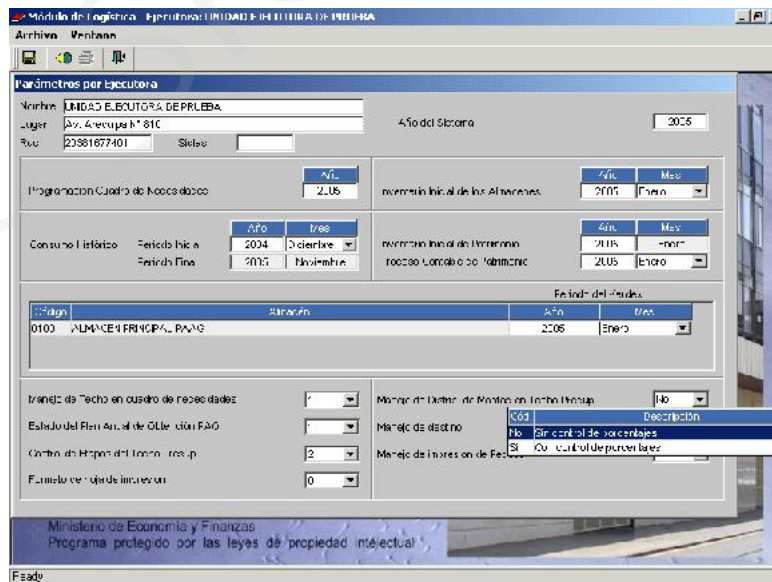 Módulo de Logística - Ejecutora: UNIDAD EJECUTORA DE PRUEBA
Archivo Ventana
Parámetros por Ejecutora
Nombre UNIDAD EJECUTORA DE PRUEBA
Lugar Av. Arequipa N° 810
Año del Sistema 2005
Ruc 20381677401 Siglas
Año
Programación Cuadro de Necesidades 2005
Año Mes
Inventario Inicial de los Almacenes 2005 Enero
Año Mes
Consumo Histórico Periodo Inicial 2004 Diciembre
Periodo Final 2005 Noviembre
Año Mes
Inventario Inicial de Patrimonio 2005 Enero
Proceso Contable de Patrimonio 2005 Enero
Periodo del Kardex
Código Almacén Año Mes
0100 ALMACEN PRINCIPAL 2005 Enero
Manejo de Techo en cuadro de necesidades 1
Estado del Plan Anual de Obtención PAO 1
Control de Etapas del Techo Presup 2
Formato de hoja de impresion 0
Manejo de Distrib. de Montos en Techo Presup. No
Manejo de destino
Manejo de impresion de
Cód Descripción
No Sin control de porcentajes
Si Con control de porcentajes
Ministerio de Economía y Finanzas
Programa protegido por las leyes de propiedad intelectual
Ready